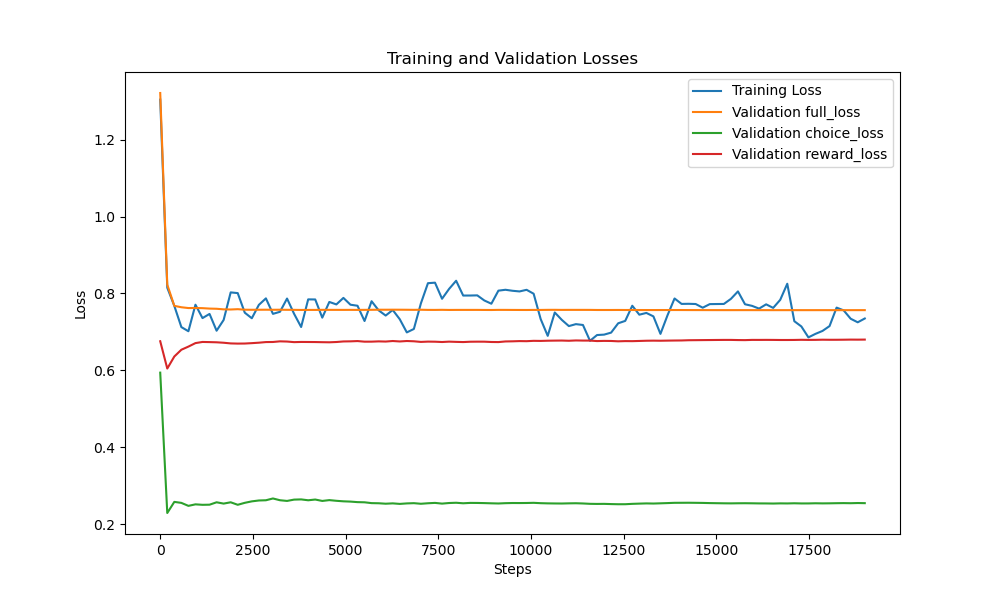 Training and Validation Losses
Training Loss
Validation full_loss
Validation choice_loss
Validation reward_loss
Loss
1.2
1.0
0.8
0.6
0.4
0.2
0 2500 5000 7500 10000 12500 15000 17500
Steps